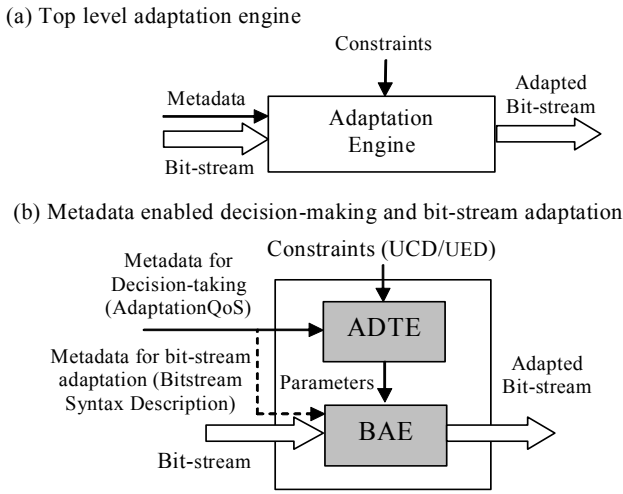 (a) Top level adaptation engine
Constraints
Metadata
Bit-stream
Adaptation
Engine
Adapted
Bit-stream
(b) Metadata enabled decision-making and bit-stream adaptation
Constraints (UCD/UED)
Metadata for
Decision-taking
(AdaptationQoS)
ADTE
Metadata for bit-stream
adaptation (Bitstream
Syntax Description)
Parameters
Adapted
Bit-stream
BAE
Bit-stream